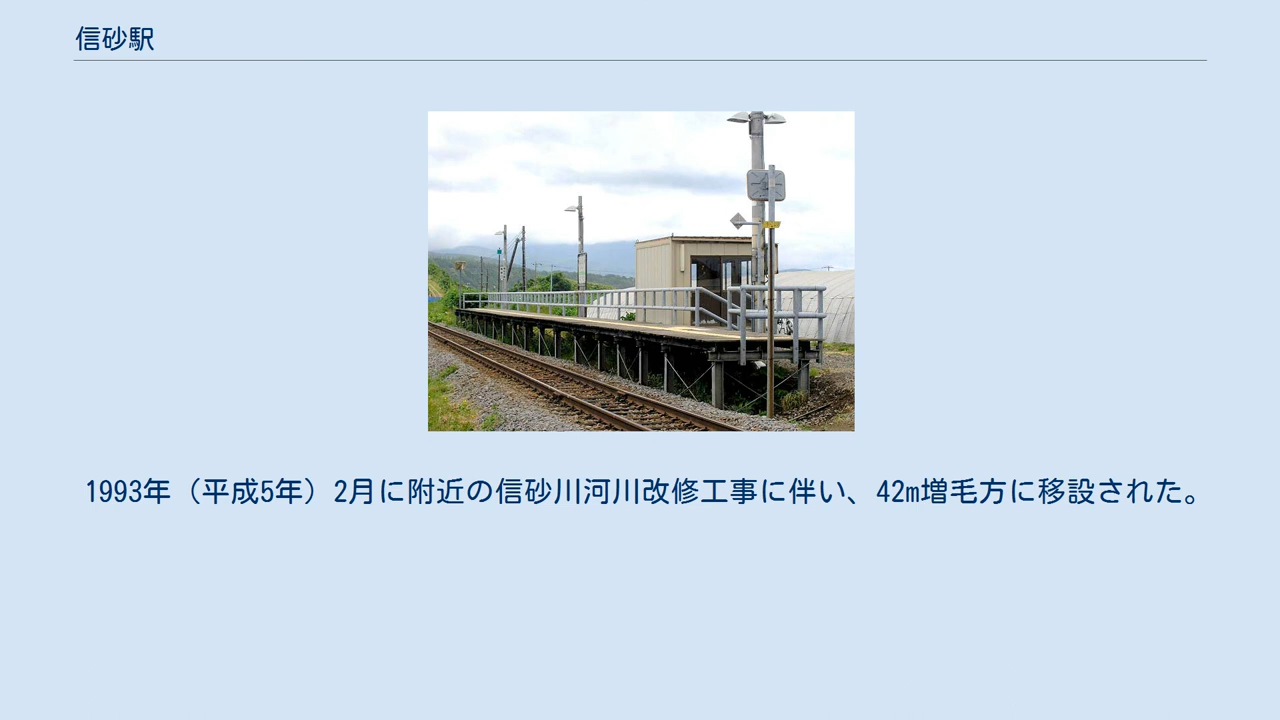 信砂駅
1993年（平成5年）2月に附近の信砂川河川改修工事に伴い、42m増毛方に移設された。